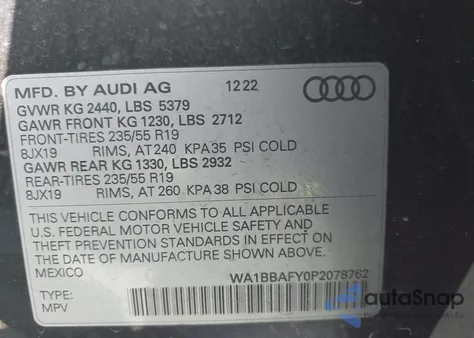 MFD. BY AUDI AG 12 22
GVWR KG 2440, LBS 5379
GAWR FRONT KG 1230, LBS 2712
FRONT-TIRES 235/55 R19
8JX19 RIMS, AT 240 KPA 35 PSI COLD
GAWR REAR KG 1330, LBS 2932
REAR-TIRES 235/55 R19
8JX19 RIMS, AT 260 KPA 38 PSI COLD
THIS VEHICLE CONFORMS TO ALL APPLICABLE
U.S. FEDERAL MOTOR VEHICLE SAFETY AND
THEFT PREVENTION STANDARDS IN EFFECT ON
THE DATE OF MANUFACTURE SHOWN ABOVE.
MEXICO
WA1BBAFY0P2078762
TYPE:
MPV
autoSnap